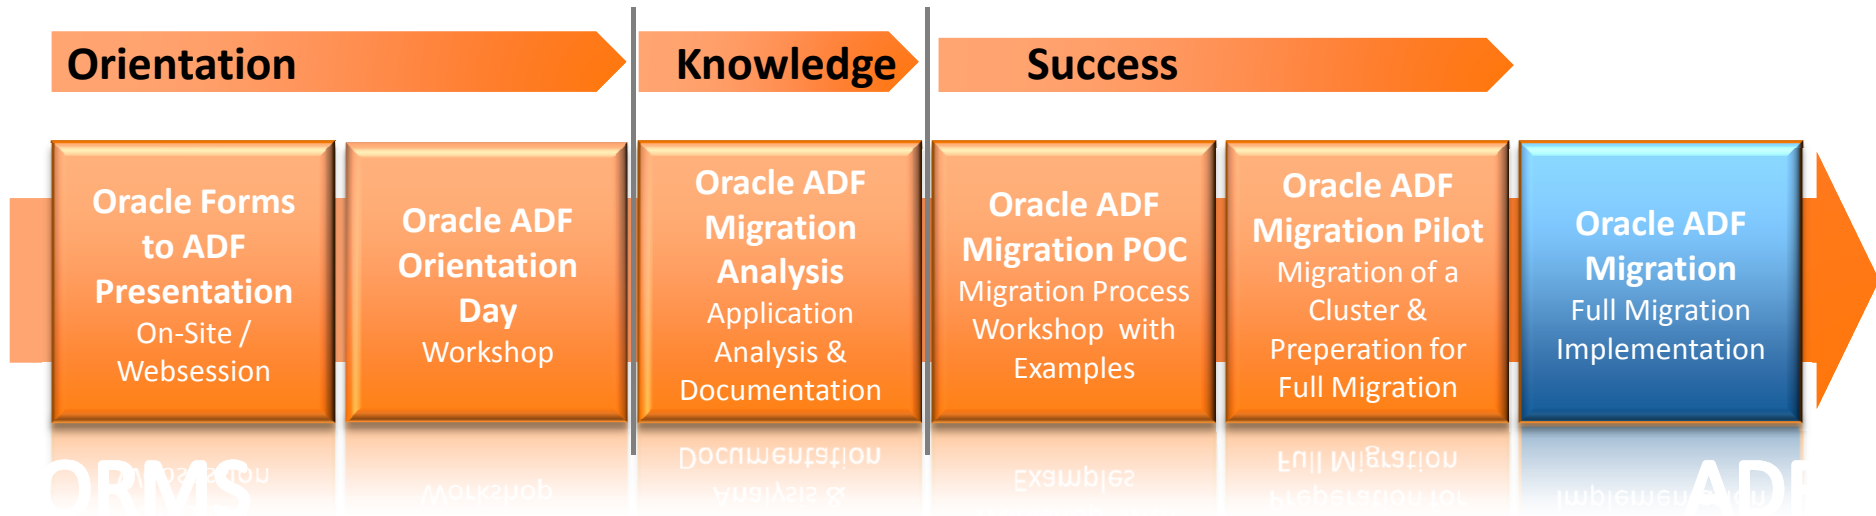 Orientation
Knowledge
Success
Oracle Forms
to ADF
Presentation
On-Site /
Websession
Oracle ADF
Orientation
Day
Workshop
Oracle ADF
Migration
Analysis
Application
Analysis &
Documentation
Oracle ADF
Migration POC
Migration Process
Workshop with
Examples
Oracle ADF
Migration Pilot
Migration of a
Cluster &
Preperation for
Full Migration
Oracle ADF
Migration
Full Migration
Implementation
ORMS
AD